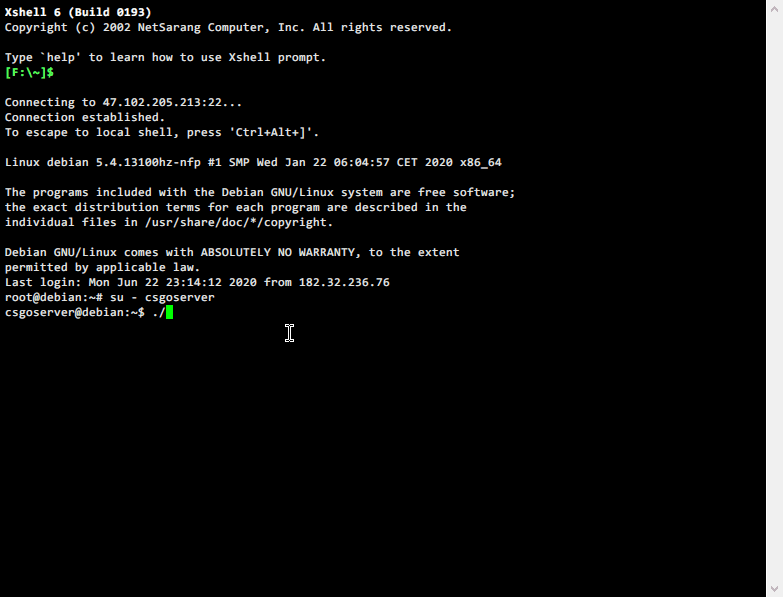 Xshell 6 (Build 0193)
Copyright (c) 2002 NetSarang Computer, Inc. All rights reserved.
Type `help' to learn how to use Xshell prompt.
[F:\~]$
Connecting to 47.102.205.213:22...
Connection established.
To escape to local shell, press 'Ctrl+Alt+]'.
Linux debian 5.4.13100hz-nfp #1 SMP Wed Jan 22 06:04:57 CET 2020 x86_64
The programs included with the Debian GNU/Linux system are free software;
the exact distribution terms for each program are described in the
individual files in /usr/share/doc/*/copyright.
Debian GNU/Linux comes with ABSOLUTELY NO WARRANTY, to the extent
permitted by applicable law.
Last login: Mon Jun 22 23:14:12 2020 from 182.32.236.76
root@debian:~# su - csgoserver
csgoserver@debian:~$ ./